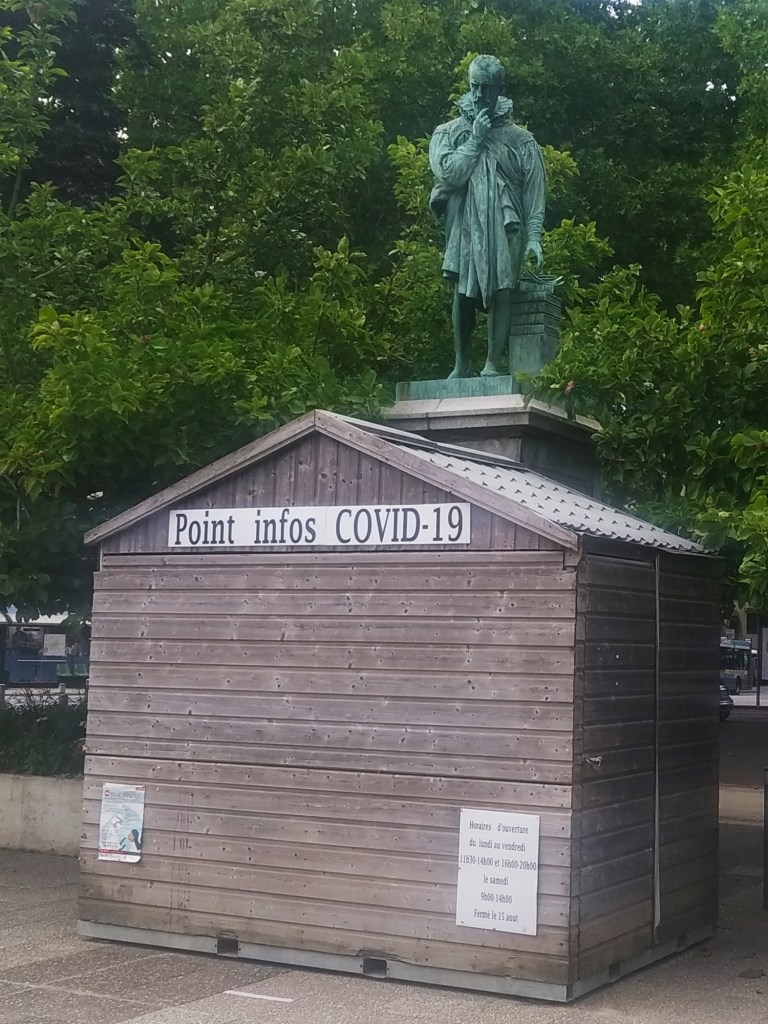 Point infos COVID-19
Horaires d'ouverture
du lundi au vendredi
11h30-14h00 et 16h00-20h00
le samedi
9h00-14h00
Fermé le 15 aout